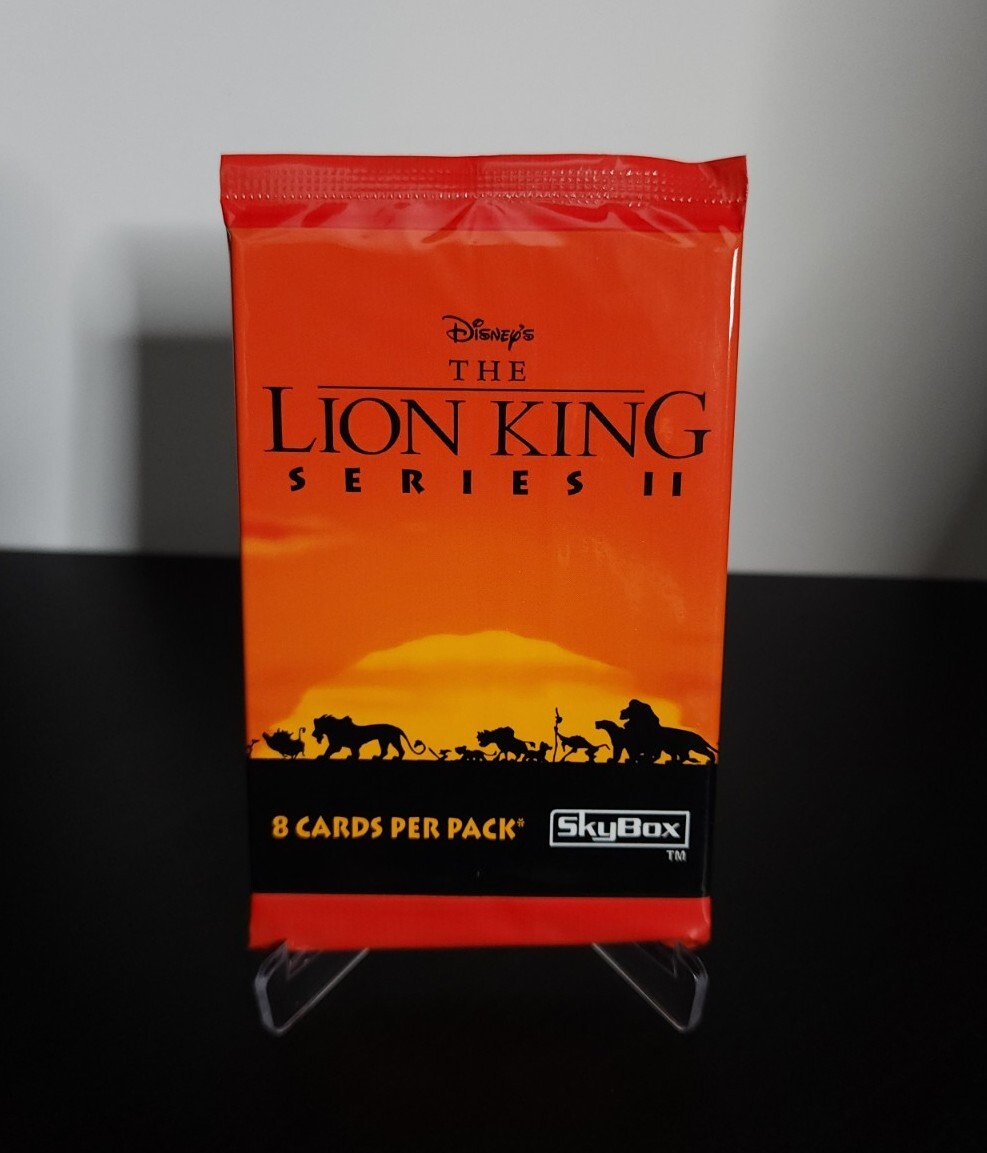 Disney's
THE
LION KING
SERIES II
8 CARDS PER PACK*
SkyBox
TM